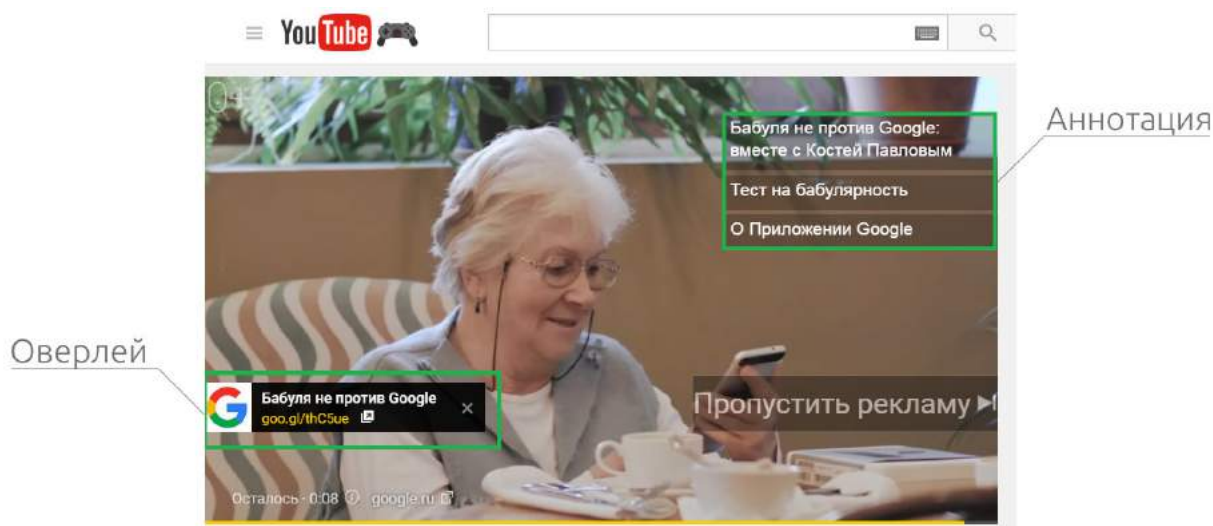 YouTube
0+
Аннотация
Бабуля не против Google:
вместе с Костей Павловым
Тест на бабулярность
О Приложении Google
Оверлей
Бабуля не против Google
goo.gl/thC5ue
Пропустить рекламу
Осталось · 0:08 google.ru